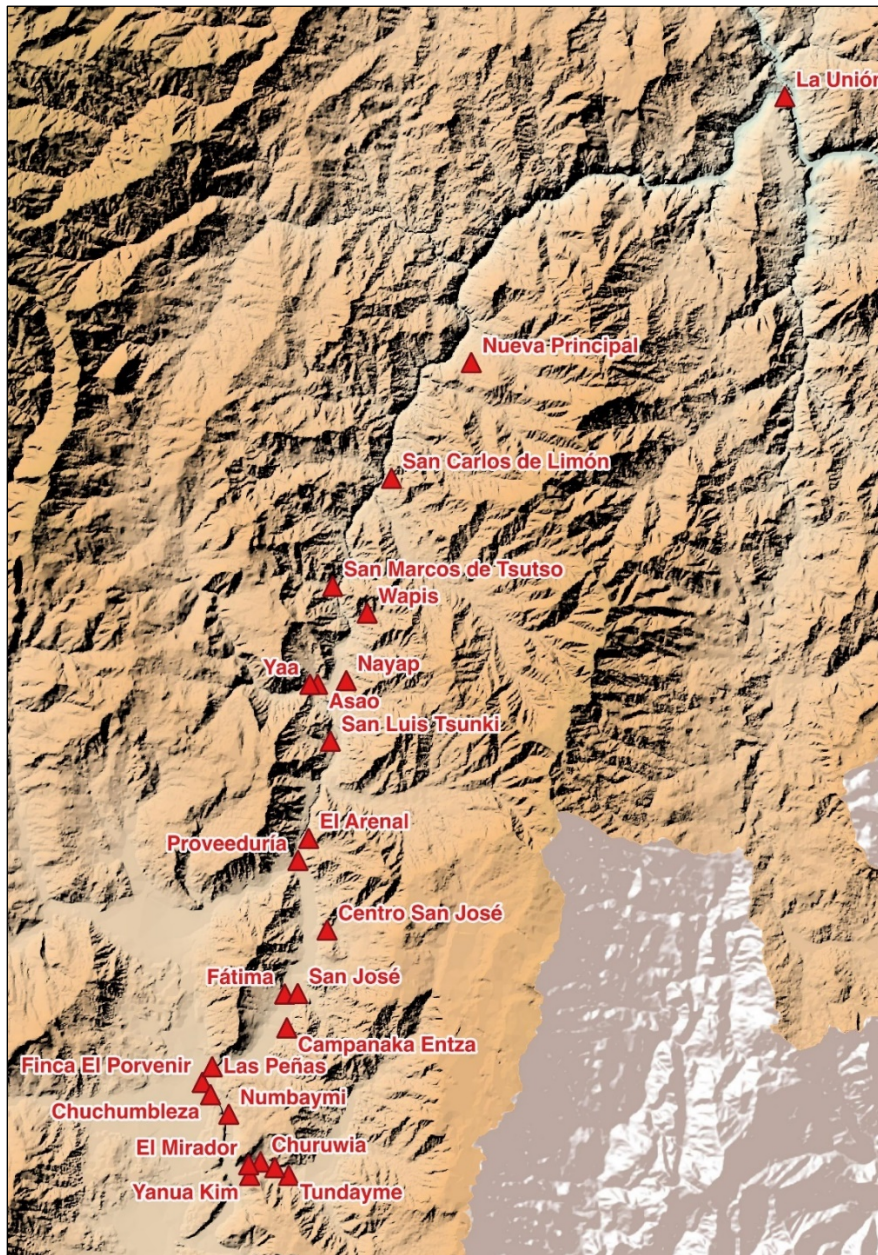 La Unión
Nueva Principal
San Carlos de Limón
San Marcos de Tsutso
Wapis
Yaa
Nayap
Asao
San Luis Tsunki
El Arenal
Proveeduría
Centro San José
Fátima
San José
Campanaka Entza
Finca El Porvenir
Las Peñas
Chuchumbleza
Numbaymi
El Mirador
Churuwia
Yanua Kim
Tundayme